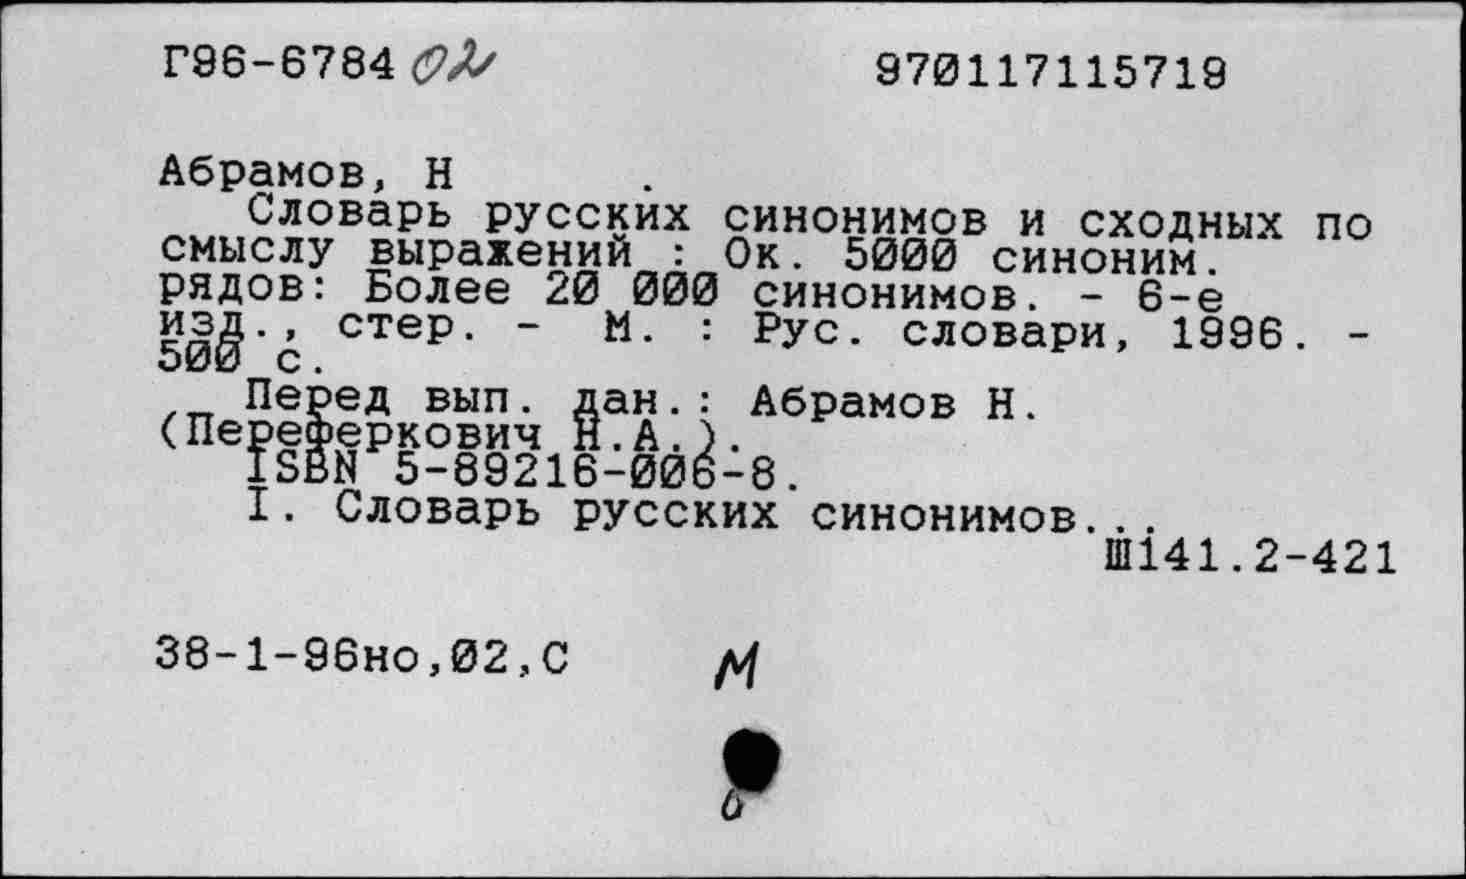 Г96-6784 970117115719
Абрамов, Н .
Словарь русских синонимов и сходных по
смыслу выражений : Ок. 5000 синоним.
рядов: Более 20 000 синонимов. - 6-е
изд., стер. - М. : Рус. словари, 1996. -
500 с.
Перед вып. дан.: Абрамов Н.
(Переферкович Н.А.).
ISBN 5-89216-006-8.
I. Словарь русских синонимов...
Ш141.2-421
38-1-96но,02,С М